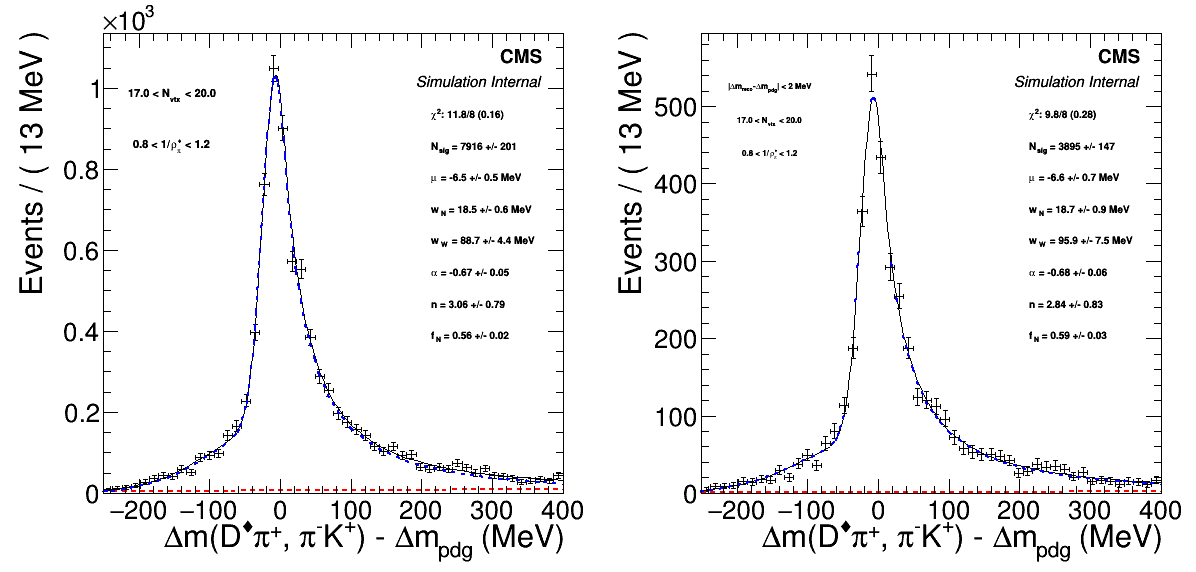 ×10³
CMS
Simulation Internal
17.0 < N_vtx < 20.0
0.8 < 1/ρ_π^♦ < 1.2
χ²: 11.8/8 (0.16)
N_sig = 7916 +/- 201
μ = -6.5 +/- 0.5 MeV
w_N = 18.5 +/- 0.6 MeV
w_W = 88.7 +/- 4.4 MeV
α = -0.67 +/- 0.05
n = 3.06 +/- 0.79
f_N = 0.56 +/- 0.02
Events / ( 13 MeV )
1
0.8
0.6
0.4
0.2
0
−200 −100 0 100 200 300 400
Δm(D♦π⁺, π⁻K⁺) - Δm_pdg (MeV)
CMS
Simulation Internal
|Δm_reco-Δm_pdg| < 2 MeV
17.0 < N_vtx < 20.0
0.8 < 1/ρ_π^♦ < 1.2
χ²: 9.8/8 (0.28)
N_sig = 3895 +/- 147
μ = -6.6 +/- 0.7 MeV
w_N = 18.7 +/- 0.9 MeV
w_W = 95.9 +/- 7.5 MeV
α = -0.68 +/- 0.06
n = 2.84 +/- 0.83
f_N = 0.59 +/- 0.03
Events / ( 13 MeV )
500
400
300
200
100
0
−200 −100 0 100 200 300 400
Δm(D♦π⁺, π⁻K⁺) - Δm_pdg (MeV)